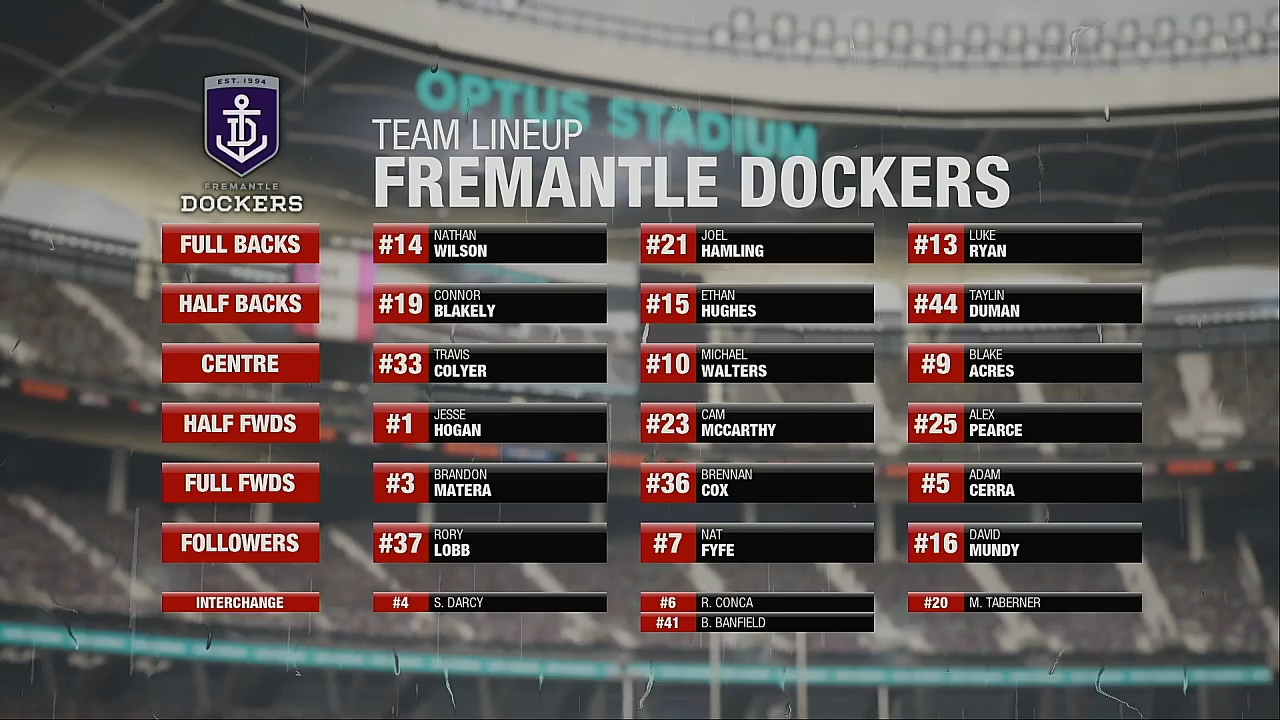 EST. 1994
FREMANTLE
DOCKERS
OPTUS STADIUM
TEAM LINEUP
FREMANTLE DOCKERS
FULL BACKS
#14 NATHAN WILSON
#21 JOEL HAMLING
#13 LUKE RYAN
HALF BACKS
#19 CONNOR BLAKELY
#15 ETHAN HUGHES
#44 TAYLIN DUMAN
CENTRE
#33 TRAVIS COLYER
#10 MICHAEL WALTERS
#9 BLAKE ACRES
HALF FWDS
#1 JESSE HOGAN
#23 CAM MCCARTHY
#25 ALEX PEARCE
FULL FWDS
#3 BRANDON MATERA
#36 BRENNAN COX
#5 ADAM CERRA
FOLLOWERS
#37 RORY LOBB
#7 NAT FYFE
#16 DAVID MUNDY
INTERCHANGE
#4 S. DARCY
#6 R. CONCA
#20 M. TABERNER
#41 B. BANFIELD